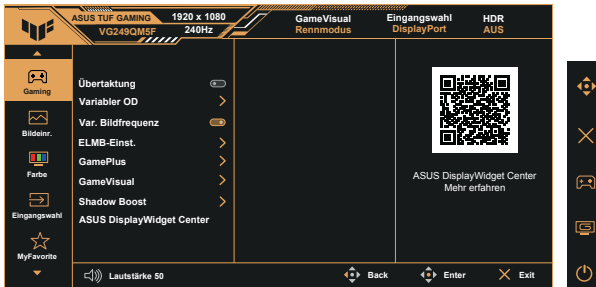 ASUS TUF GAMING 1920 x 1080
VG249QM5F 240Hz
GameVisual
Rennmodus
Eingangswahl
DisplayPort
HDR
AUS
Gaming
Bildeinr.
Farbe
Eingangswahl
MyFavorite
Übertaktung
Variabler OD
Var. Bildfrequenz
ELMB-Einst.
GamePlus
GameVisual
Shadow Boost
ASUS DisplayWidget Center
ASUS DisplayWidget Center
Mehr erfahren
Lautstärke 50
Back
Enter
Exit